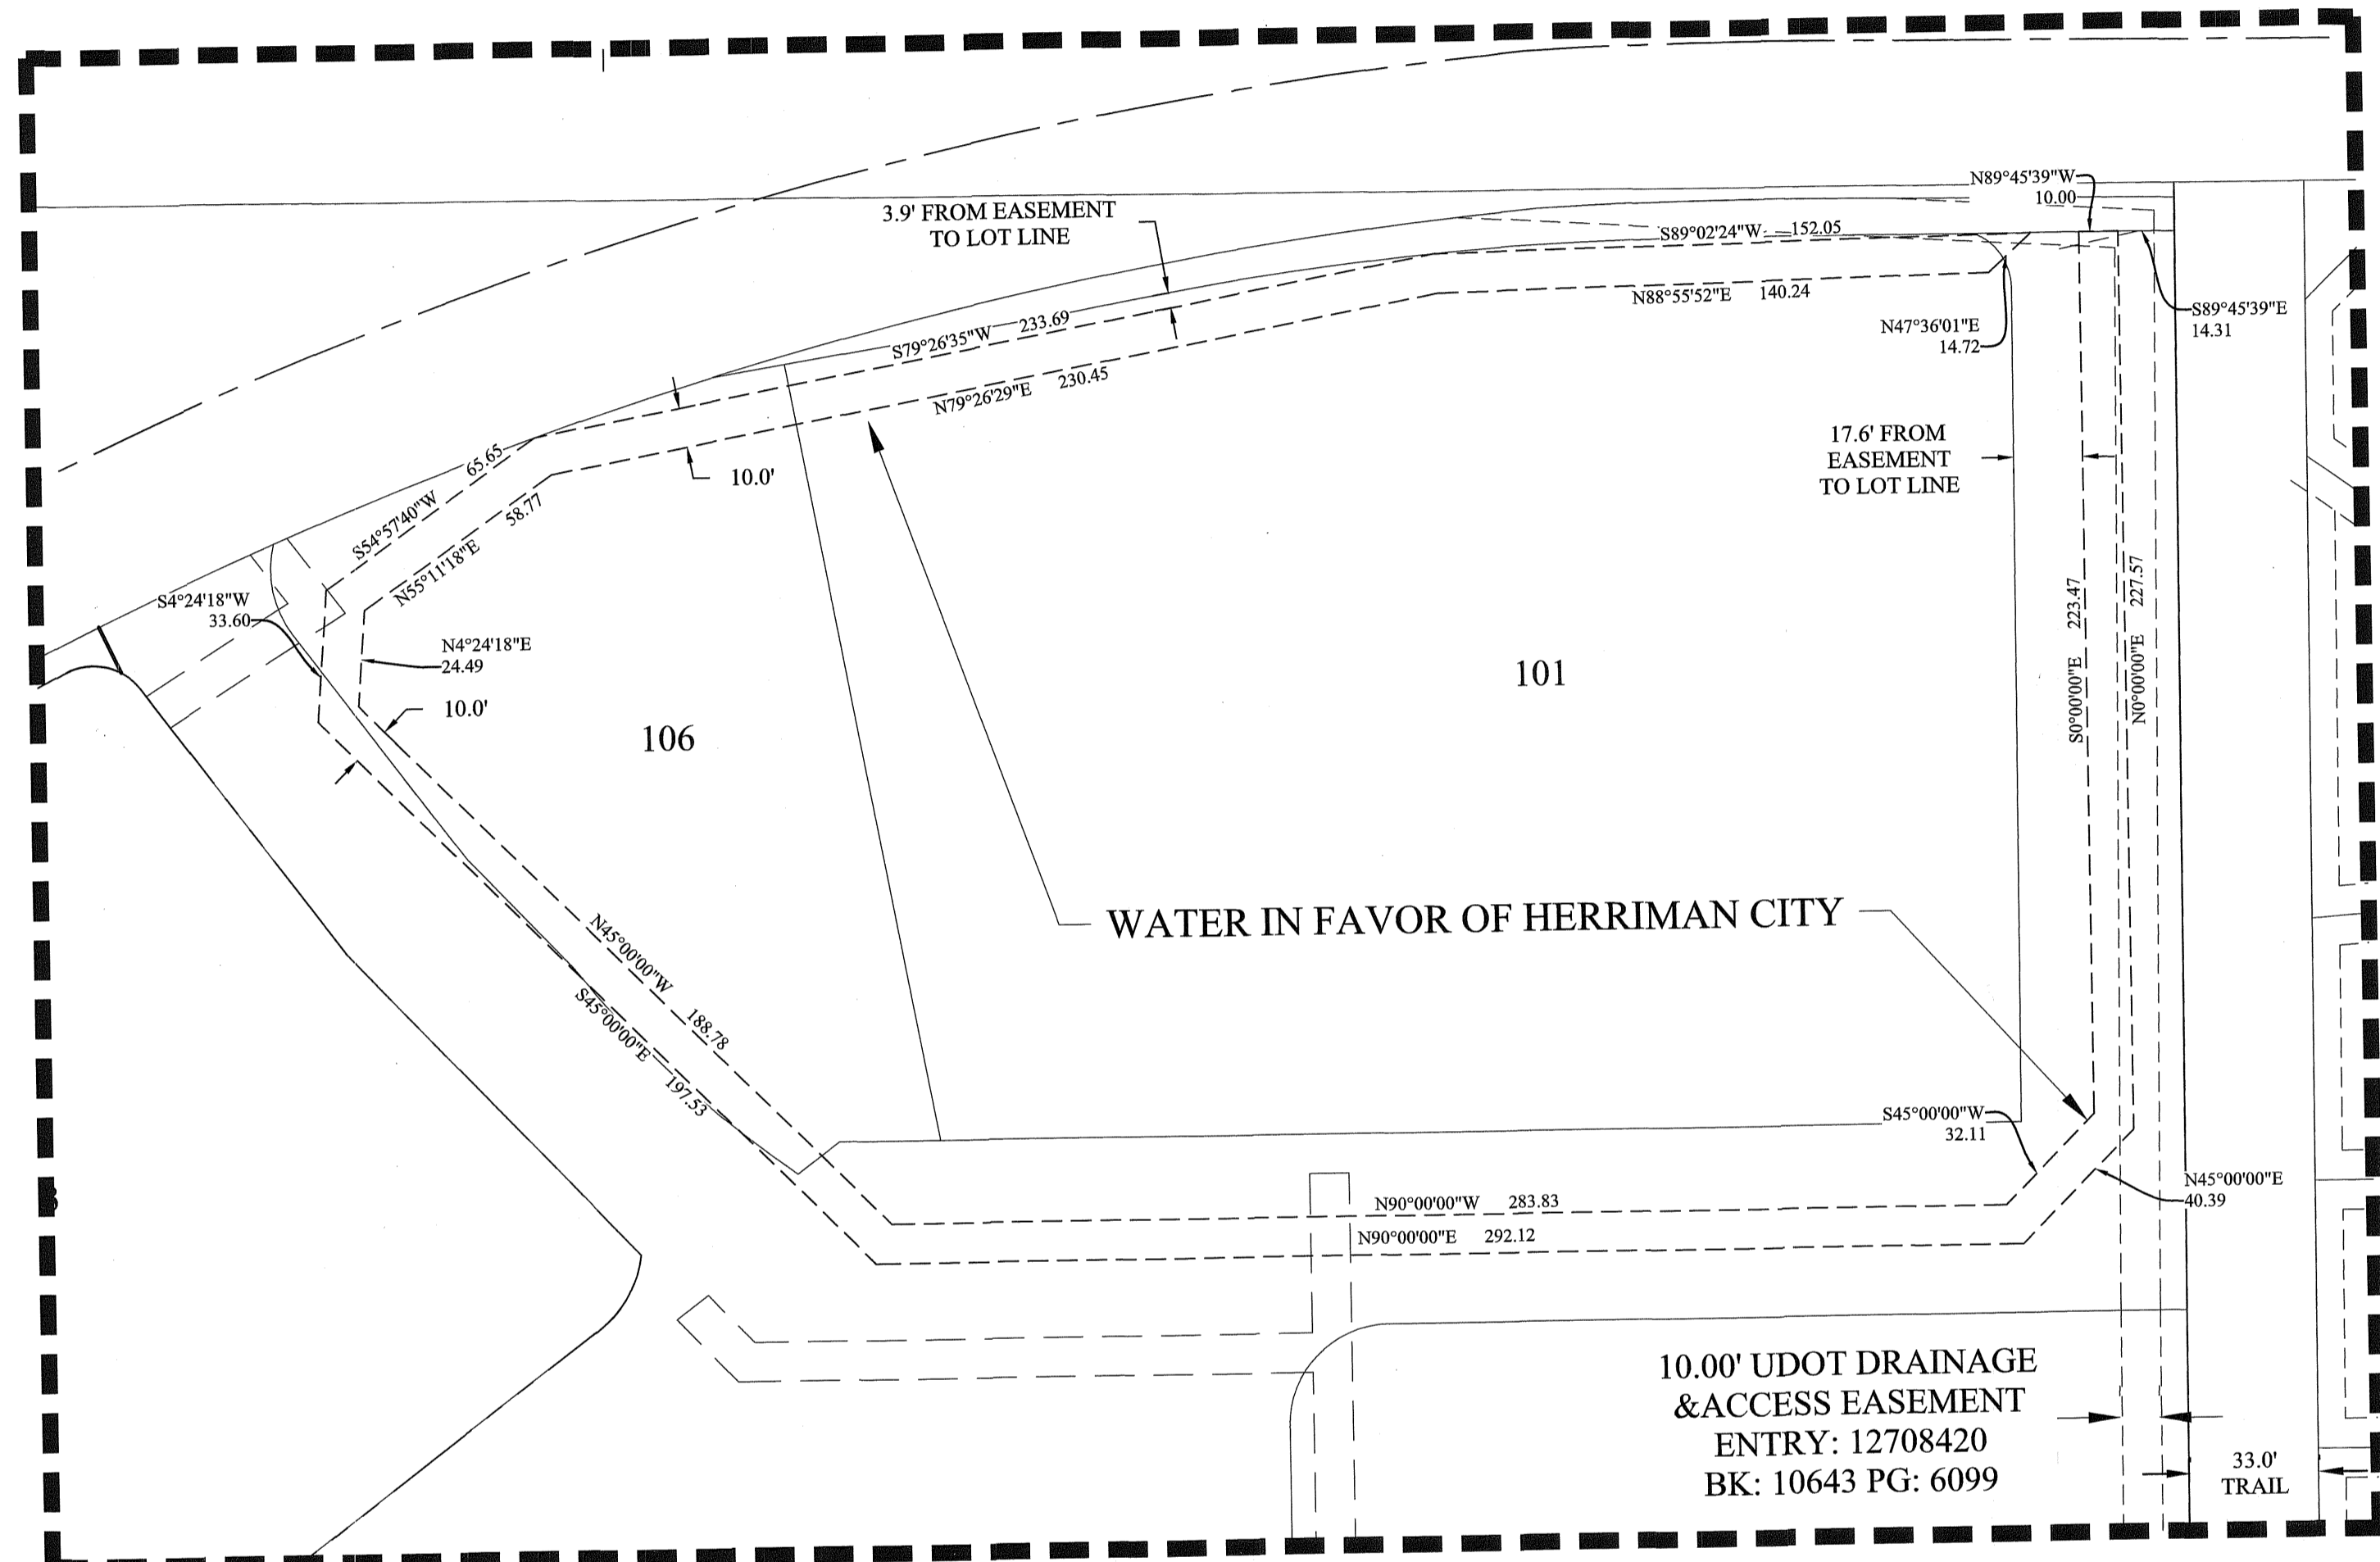 N89°45'39"W
10.00
3.9' FROM EASEMENT
TO LOT LINE
S89°02'24"W 152.05
S79°26'35"W 233.69
N88°55'52"E 140.24
N47°36'01"E
14.72
S89°45'39"E
14.31
N79°26'29"E 230.45
17.6' FROM
EASEMENT
TO LOT LINE
10.0'
S54°57'40"W 65.65
N55°11'18"E 58.77
S4°24'18"W
33.60
N4°24'18"E
24.49
10.0'
106
101
S0°00'00"E 223.47
N0°00'00"E 227.57
WATER IN FAVOR OF HERRIMAN CITY
N45°00'00"W 188.78
S45°00'00"E 197.53
S45°00'00"W
32.11
N45°00'00"E
40.39
N90°00'00"W 283.83
N90°00'00"E 292.12
10.00' UDOT DRAINAGE
&ACCESS EASEMENT
ENTRY: 12708420
BK: 10643 PG: 6099
33.0'
TRAIL